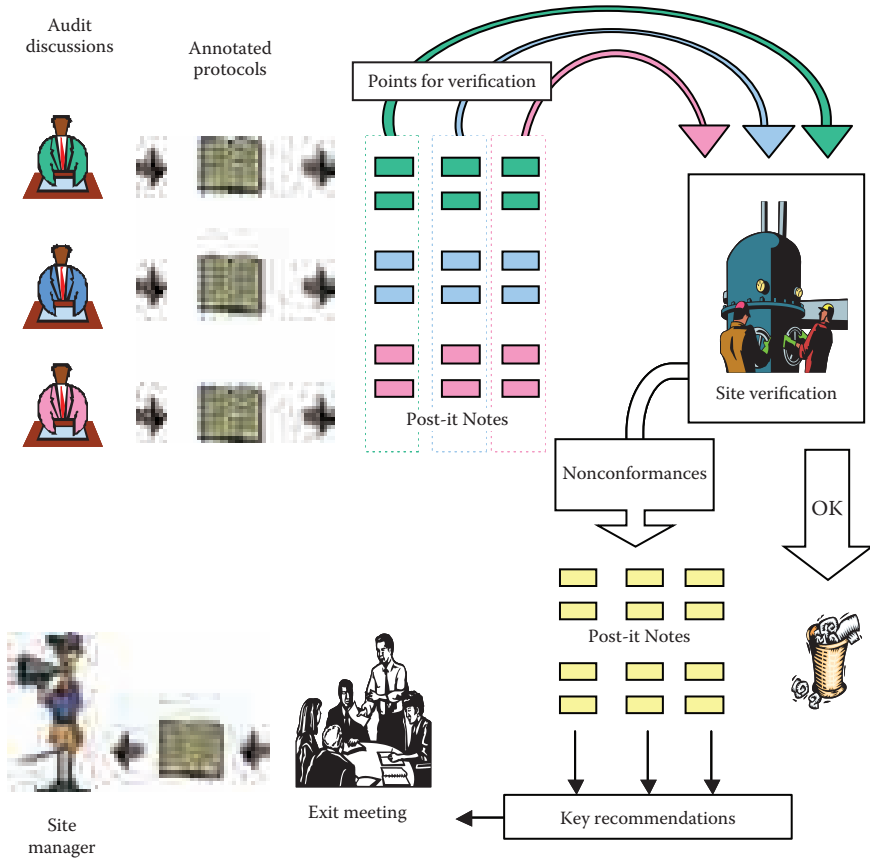 Audit
discussions
Annotated
protocols
Points for verification
Post-it Notes
Site verification
Nonconformances
OK
Post-it Notes
Key recommendations
Exit meeting
Site
manager